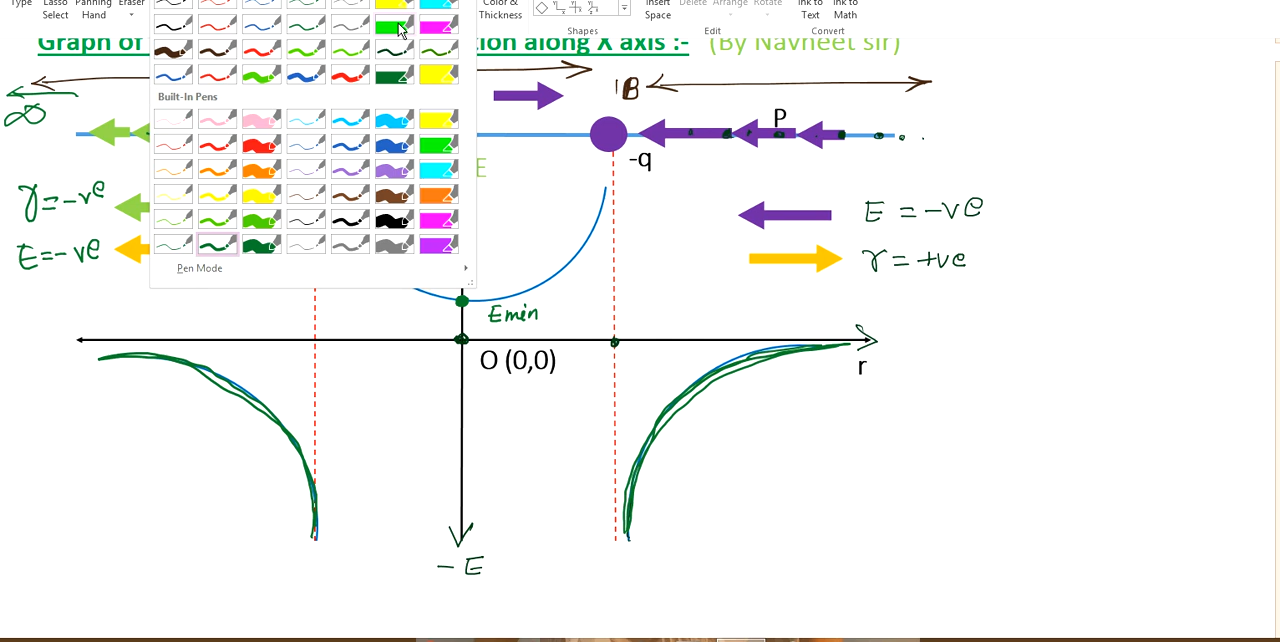 Type Lasso Select Panning Hand Eraser Color & Thickness Insert Space Delete Arrange Rotate Ink to Text Ink to Math
Shapes Edit Convert
Graph of tion along X axis :- (By Navneet sir)
B
∞
Built-In Pens
P
-q
E
r=-ve
E=-ve
E = -ve
r = +ve
Pen Mode
Emin
O (0,0)
r
- E